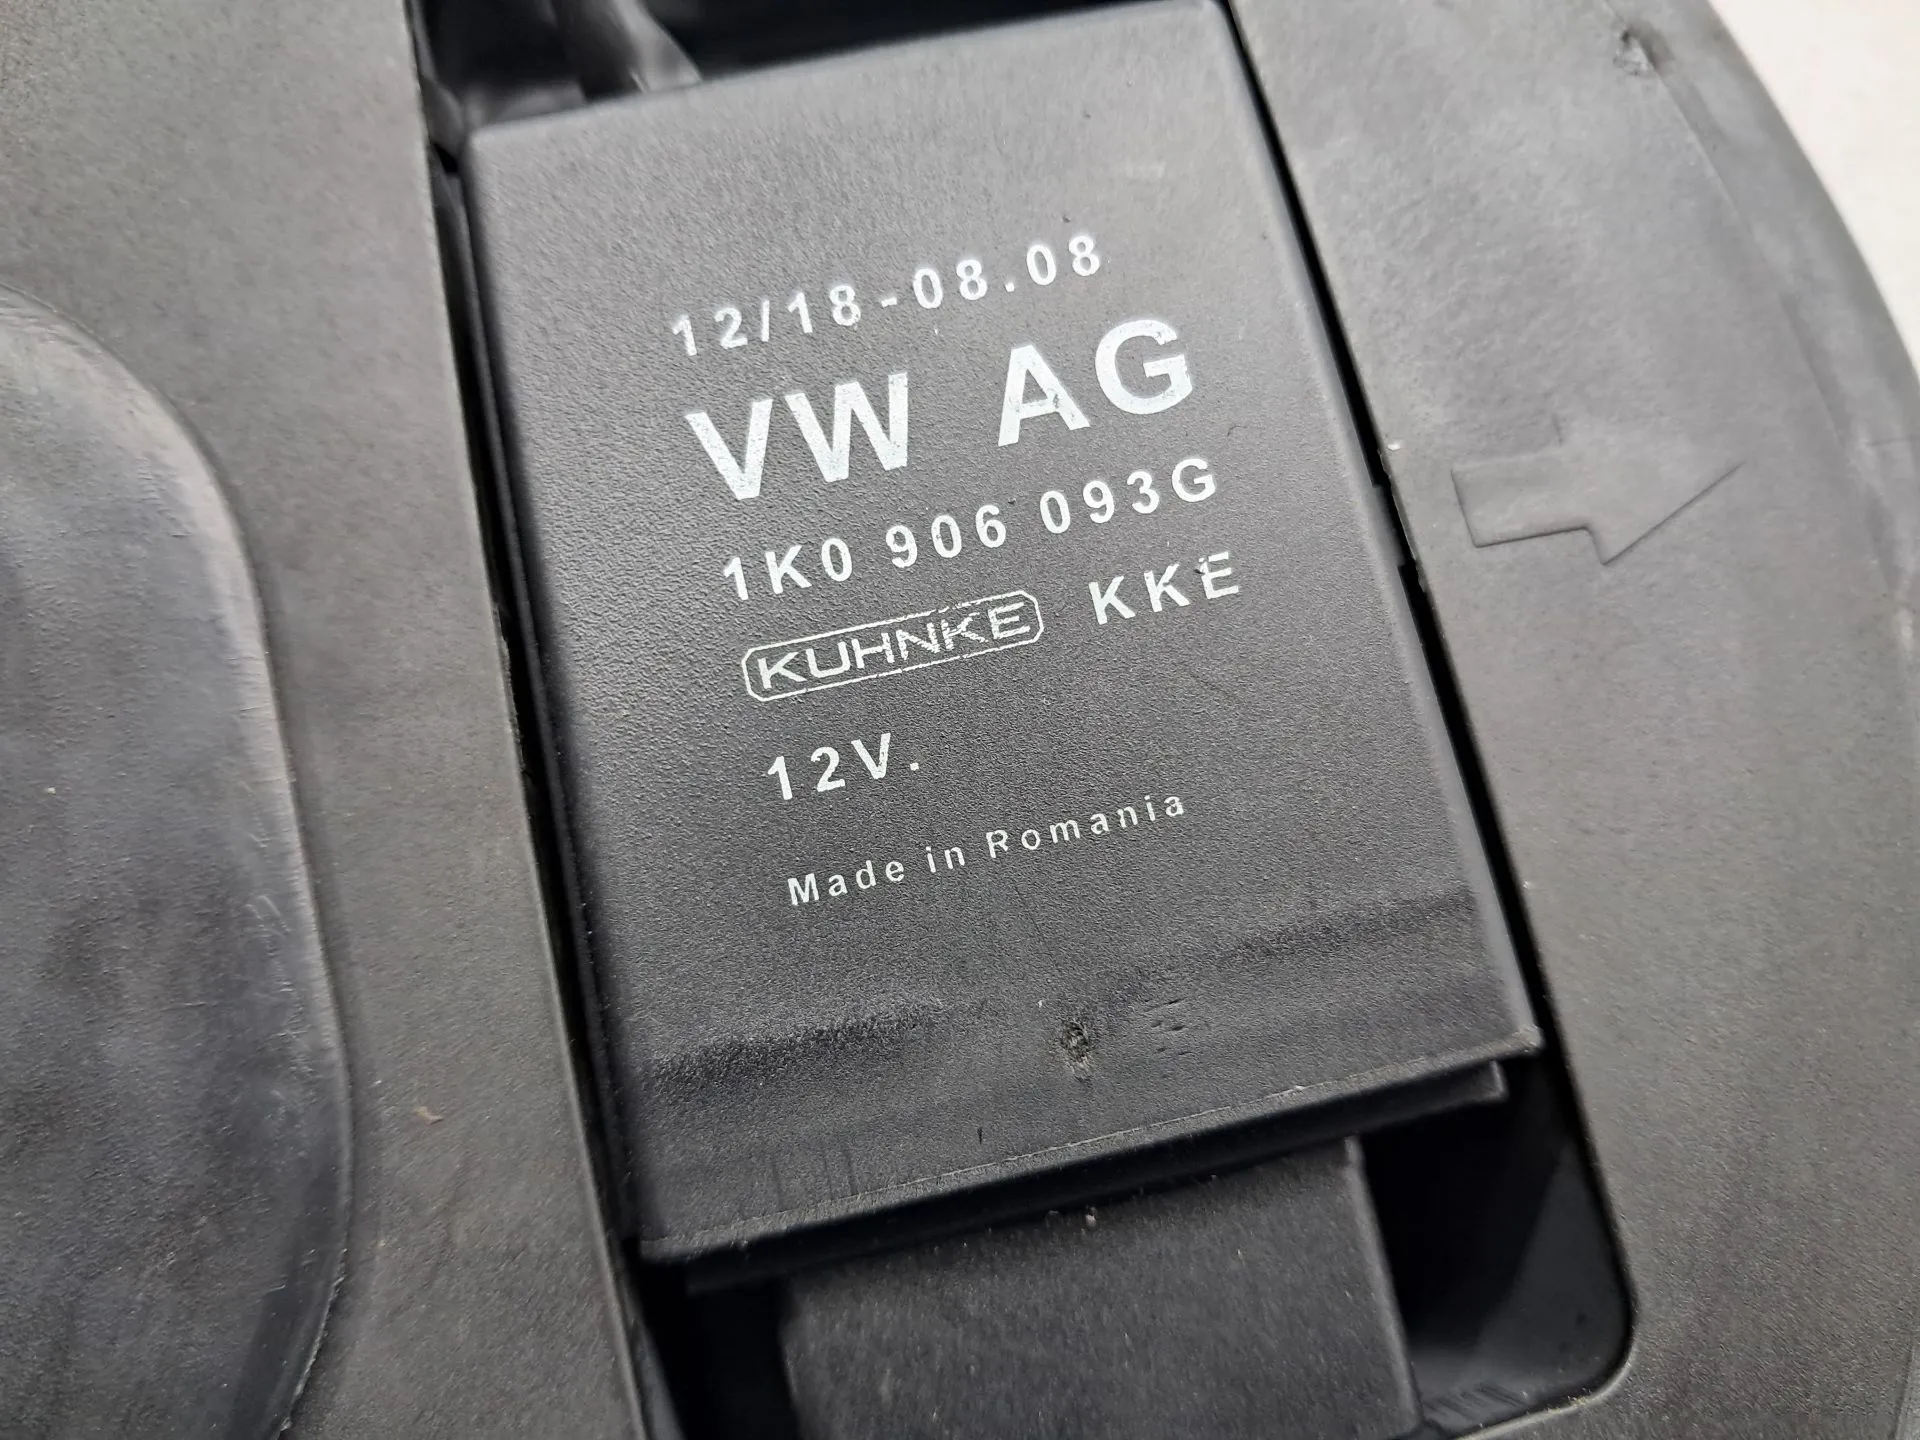 12/18-08.08
VW AG
1K0 906 093G
KUHNKE KKE
12V.
Made in Romania